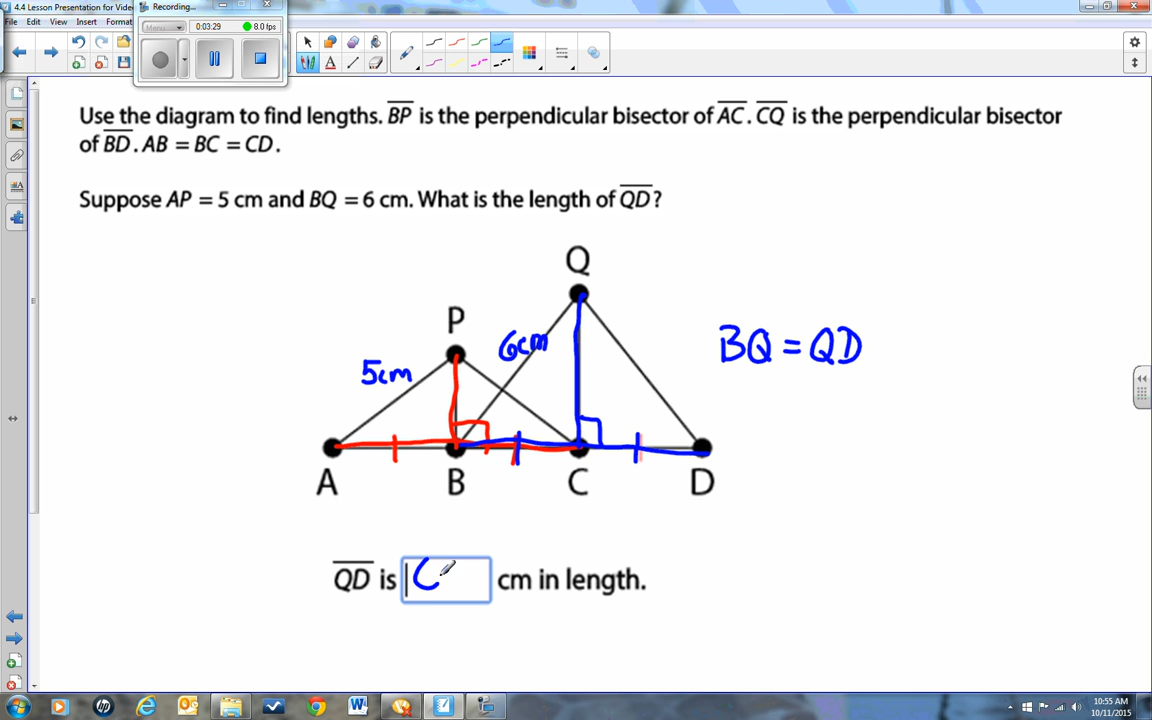 4.4 Lesson Presentation for Video
Recording...
File Edit View Insert Format
Menu
0:03:29
8.0 fps
Use the diagram to find lengths. BP is the perpendicular bisector of AC. CQ is the perpendicular bisector
of BD. AB = BC = CD.
Suppose AP = 5 cm and BQ = 6 cm. What is the length of QD?
Q
P
6cm
BQ = QD
5cm
A B C D
QD is cm in length.
10:55 AM
10/11/2015